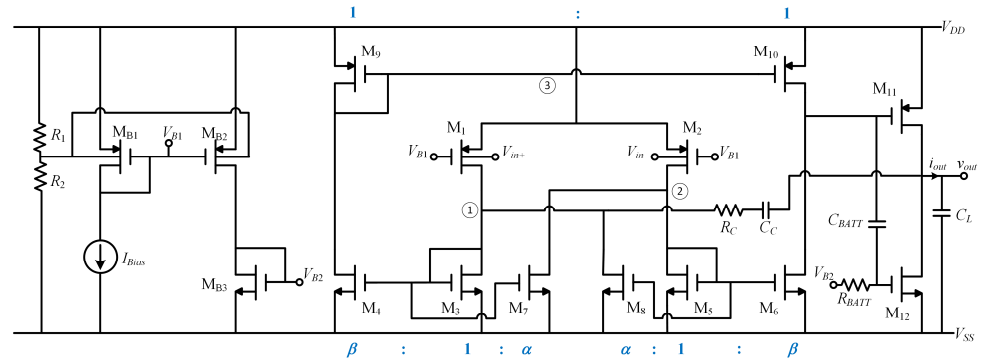 1 : 1
V_DD
M_9
M_10
③
M_11
R_1
M_B1
V_B1
M_B2
M_1
M_2
V_B1
V_in+
V_in
V_B1
R_2
i_out
v_out
①
②
R_C
C_C
C_BATT
C_L
I_Bias
V_B2
M_B3
V_B2
R_BATT
M_4
M_3
M_7
M_8
M_5
M_6
M_12
V_SS
β : 1 : α α : 1 : β